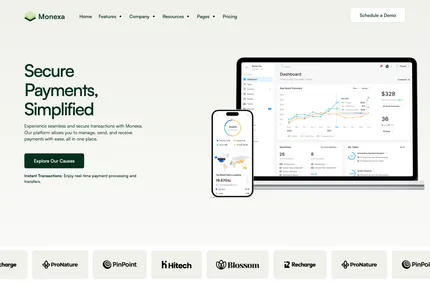 Monexa
Home Features Company Resources Pages Pricing
Schedule a Demo
Secure
Payments,
Simplified
Experience seamless and secure transactions with Monexa.
Our platform allows you to manage, send, and receive
payments with ease, all in one place.
Explore Our Causes
Instant Transactions: Enjoy real-time payment processing and
transfers.
Dashboard
$328
36
26
6
charge
ProNature
PinPoint
Hitech
Blossom
Recharge
ProNature
PinPoi